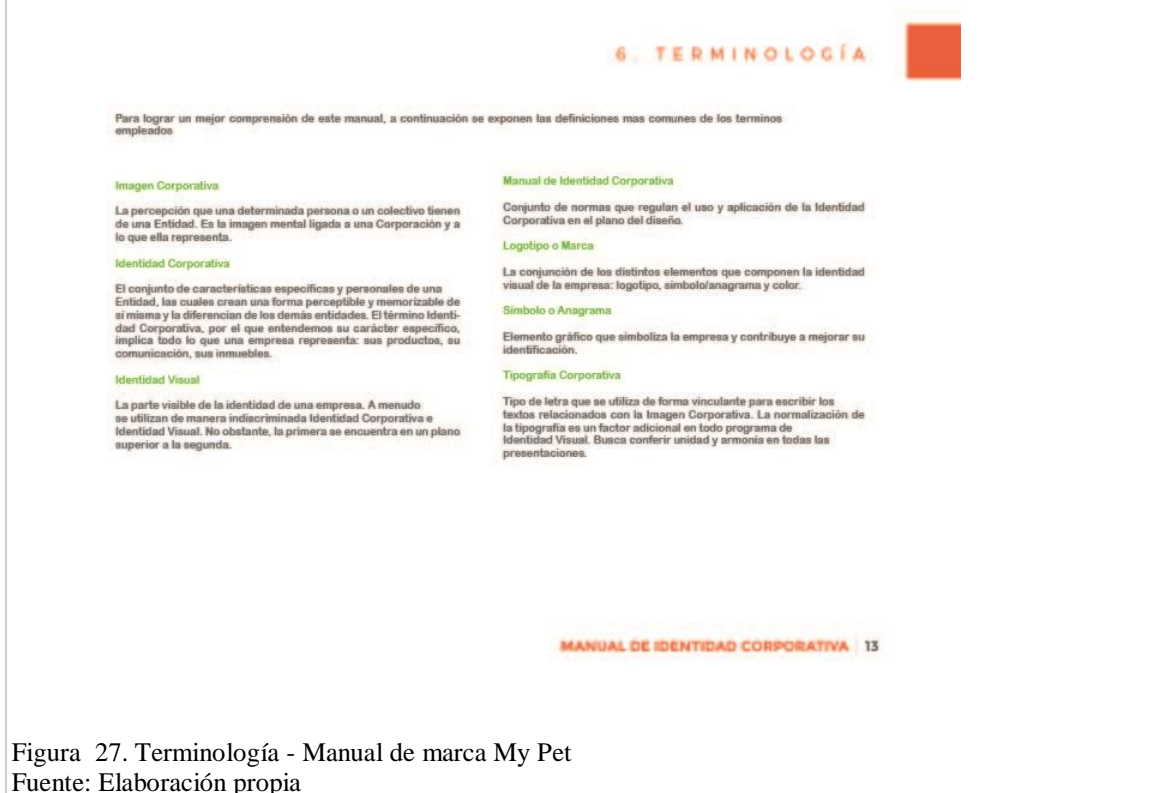 6. TERMINOLOGÍA
Para lograr un mejor comprensión de este manual, a continuación se exponen las definiciones mas comunes de los terminos
empleados
Imagen Corporativa
La percepción que una determinada persona o un colectivo tienen
de una Entidad. Es la imagen mental ligada a una Corporación y a
lo que ella representa.
Identidad Corporativa
El conjunto de características específicas y personales de una
Entidad, las cuales crean una forma perceptible y memorizable de
sí misma y la diferencian de los demás entidades. El término Identi-
dad Corporativa, por el que entendemos su carácter específico,
implica todo lo que una empresa representa: sus productos, su
comunicación, sus inmuebles.
Identidad Visual
La parte visible de la identidad de una empresa. A menudo
se utilizan de manera indiscriminada Identidad Corporativa e
Identidad Visual. No obstante, la primera se encuentra en un plano
superior a la segunda.
Manual de Identidad Corporativa
Conjunto de normas que regulan el uso y aplicación de la Identidad
Corporativa en el plano del diseño.
Logotipo o Marca
La conjunción de los distintos elementos que componen la identidad
visual de la empresa: logotipo, símbolo/anagrama y color.
Símbolo o Anagrama
Elemento gráfico que simboliza la empresa y contribuye a mejorar su
identificación.
Tipografía Corporativa
Tipo de letra que se utiliza de forma vinculante para escribir los
textos relacionados con la Imagen Corporativa. La normalización de
la tipografía es un factor adicional en todo programa de
Identidad Visual. Busca conferir unidad y armonía en todas las
presentaciones.
MANUAL DE IDENTIDAD CORPORATIVA 13
Figura 27. Terminología - Manual de marca My Pet
Fuente: Elaboración propia